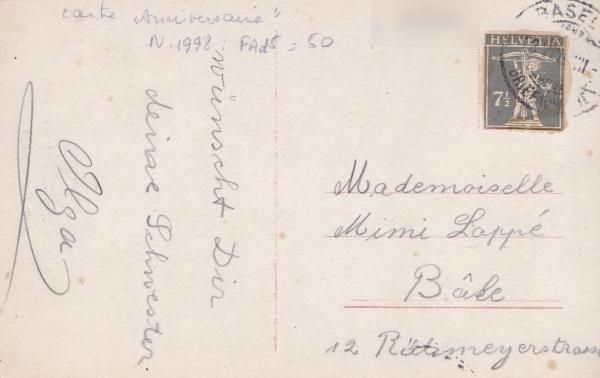 carte "Anniversaire"
N. 1998 : FAds = 50
BASEL
HELVETIA
7½
wünscht Dir
deine Schwester.
Olga
Mademoiselle
Mimi Lappé
Bâle
12 Rütimeyerstrasse